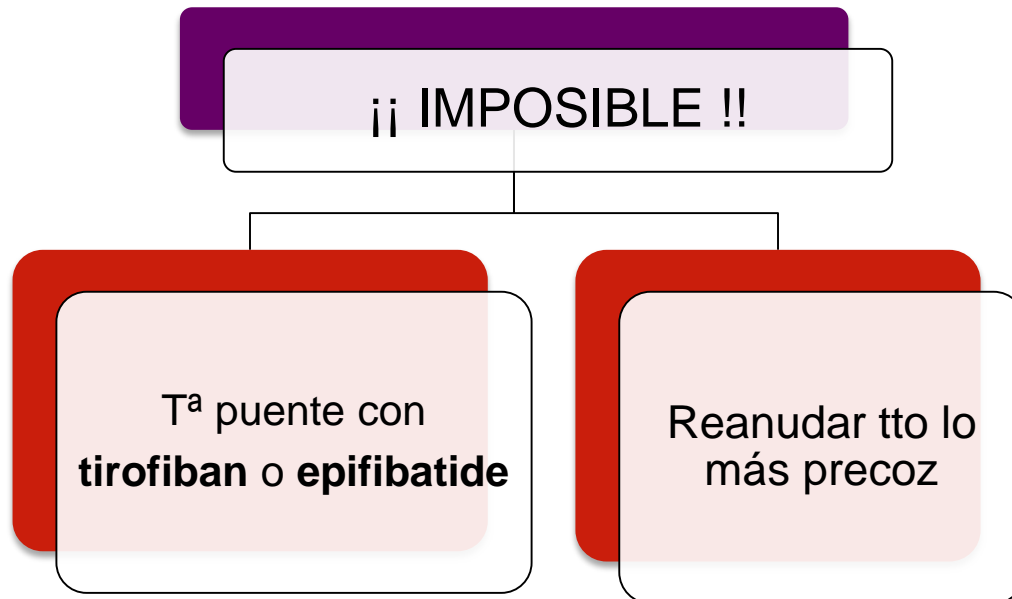 ¡¡ IMPOSIBLE !!
Tª puente con
tirofiban o epifibatide
Reanudar tto lo
más precoz